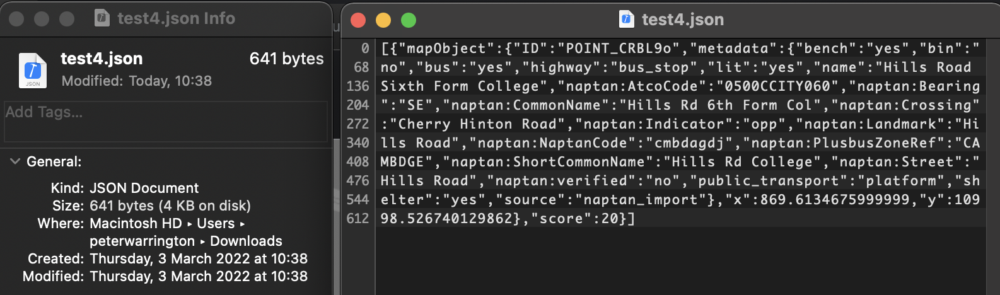 test4.json Info
test4.json
641 bytes
Modified: Today, 10:38
JSON
Add Tags...
General:
Kind: JSON Document
Size: 641 bytes (4 KB on disk)
Where: Macintosh HD ▸ Users ▸
peterwarrington ▸ Downloads
Created: Thursday, 3 March 2022 at 10:38
Modified: Thursday, 3 March 2022 at 10:38
test4.json
0 [{"mapObject":{"ID":"POINT_CRBL9o","metadata":{"bench":"yes","bin":"
68 no","bus":"yes","highway":"bus_stop","lit":"yes","name":"Hills Road
136 Sixth Form College","naptan:AtcoCode":"0500CCITY060","naptan:Bearing
204 ":"SE","naptan:CommonName":"Hills Rd 6th Form Col","naptan:Crossing"
272 :"Cherry Hinton Road","naptan:Indicator":"opp","naptan:Landmark":"Hi
340 lls Road","naptan:NaptanCode":"cmbdagdj","naptan:PlusbusZoneRef":"CA
408 MBDGE","naptan:ShortCommonName":"Hills Rd College","naptan:Street":"
476 Hills Road","naptan:verified":"no","public_transport":"platform","sh
544 elter":"yes","source":"naptan_import"},"x":869.6134675999999,"y":109
612 98.526740129862},"score":20}]